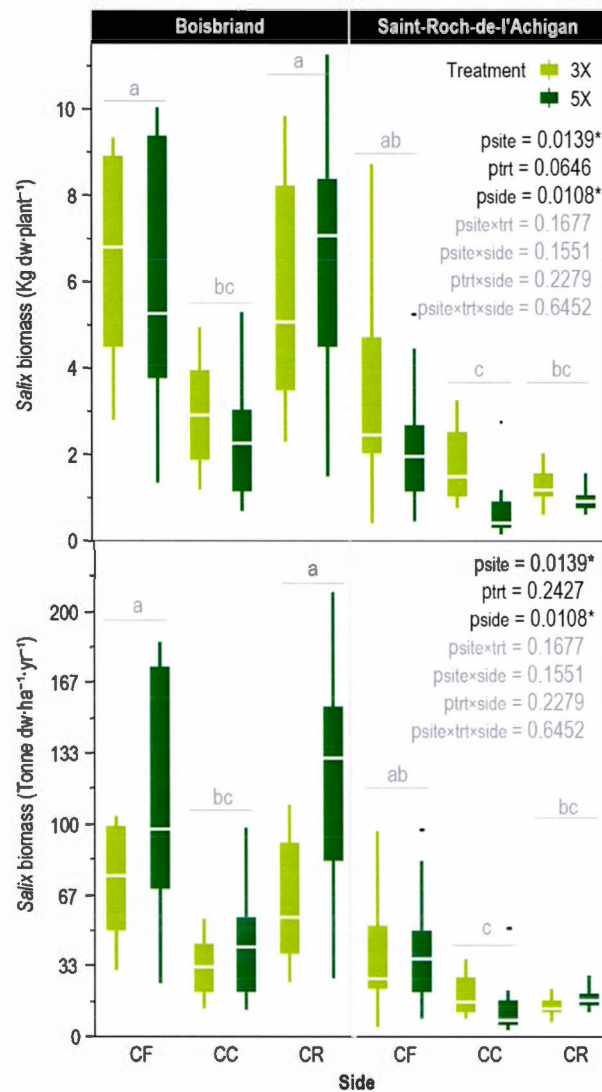 Boisbriand
Saint-Roch-de-l'Achigan
Treatment 3X
5X
Salix biomass (Kg dw·plant⁻¹)
10
8
6
4
2
0
a
bc
a
ab
c
bc
psite = 0.0139*
ptrt = 0.0646
pside = 0.0108*
psite×trt = 0.1677
psite×side = 0.1551
ptrt×side = 0.2279
psite×trt×side = 0.6452
Salix biomass (Tonne dw·ha⁻¹·yr⁻¹)
200
167
133
100
67
33
0
a
bc
a
ab
c
bc
psite = 0.0139*
ptrt = 0.2427
pside = 0.0108*
psite×trt = 0.1677
psite×side = 0.1551
ptrt×side = 0.2279
psite×trt×side = 0.6452
CF CC CR CF CC CR
Side